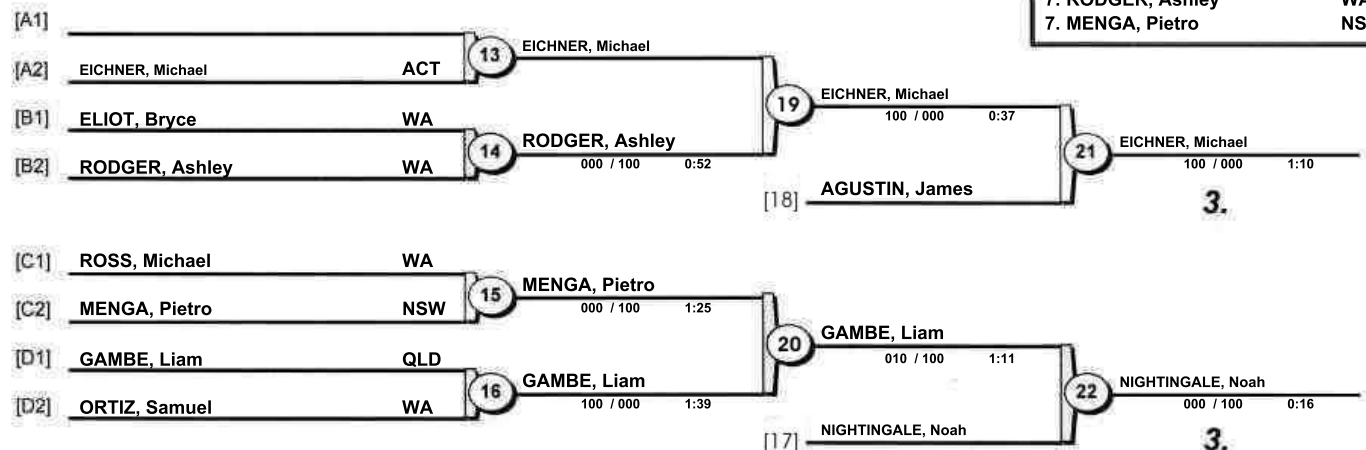 7. RODGER, Ashley WA
[A1]
7. MENGA, Pietro NS
13 EICHNER, Michael
[A2] EICHNER, Michael ACT
19 EICHNER, Michael
100 / 000 0:37
[B1] ELIOT, Bryce WA
14 RODGER, Ashley
000 / 100 0:52
21 EICHNER, Michael
100 / 000 1:10
[B2] RODGER, Ashley WA
[18] AGUSTIN, James
3.
[C1] ROSS, Michael WA
15 MENGA, Pietro
000 / 100 1:25
[C2] MENGA, Pietro NSW
20 GAMBE, Liam
010 / 100 1:11
[D1] GAMBE, Liam QLD
16 GAMBE, Liam
100 / 000 1:39
22 NIGHTINGALE, Noah
000 / 100 0:16
[D2] ORTIZ, Samuel WA
[17] NIGHTINGALE, Noah
3.